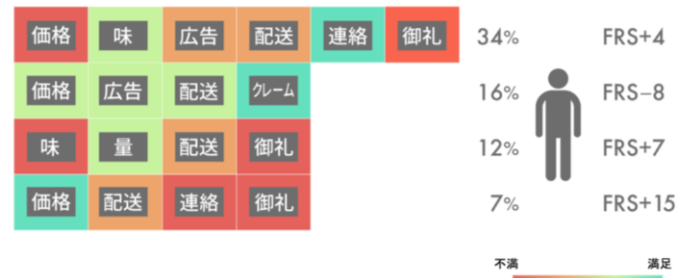 価格 味 広告 配送 連絡 御礼 34% FRS+4
価格 広告 配送 クレーム 16% FRS−8
味 量 配送 御礼 12% FRS+7
価格 配送 連絡 御礼 7% FRS+15
不満 満足